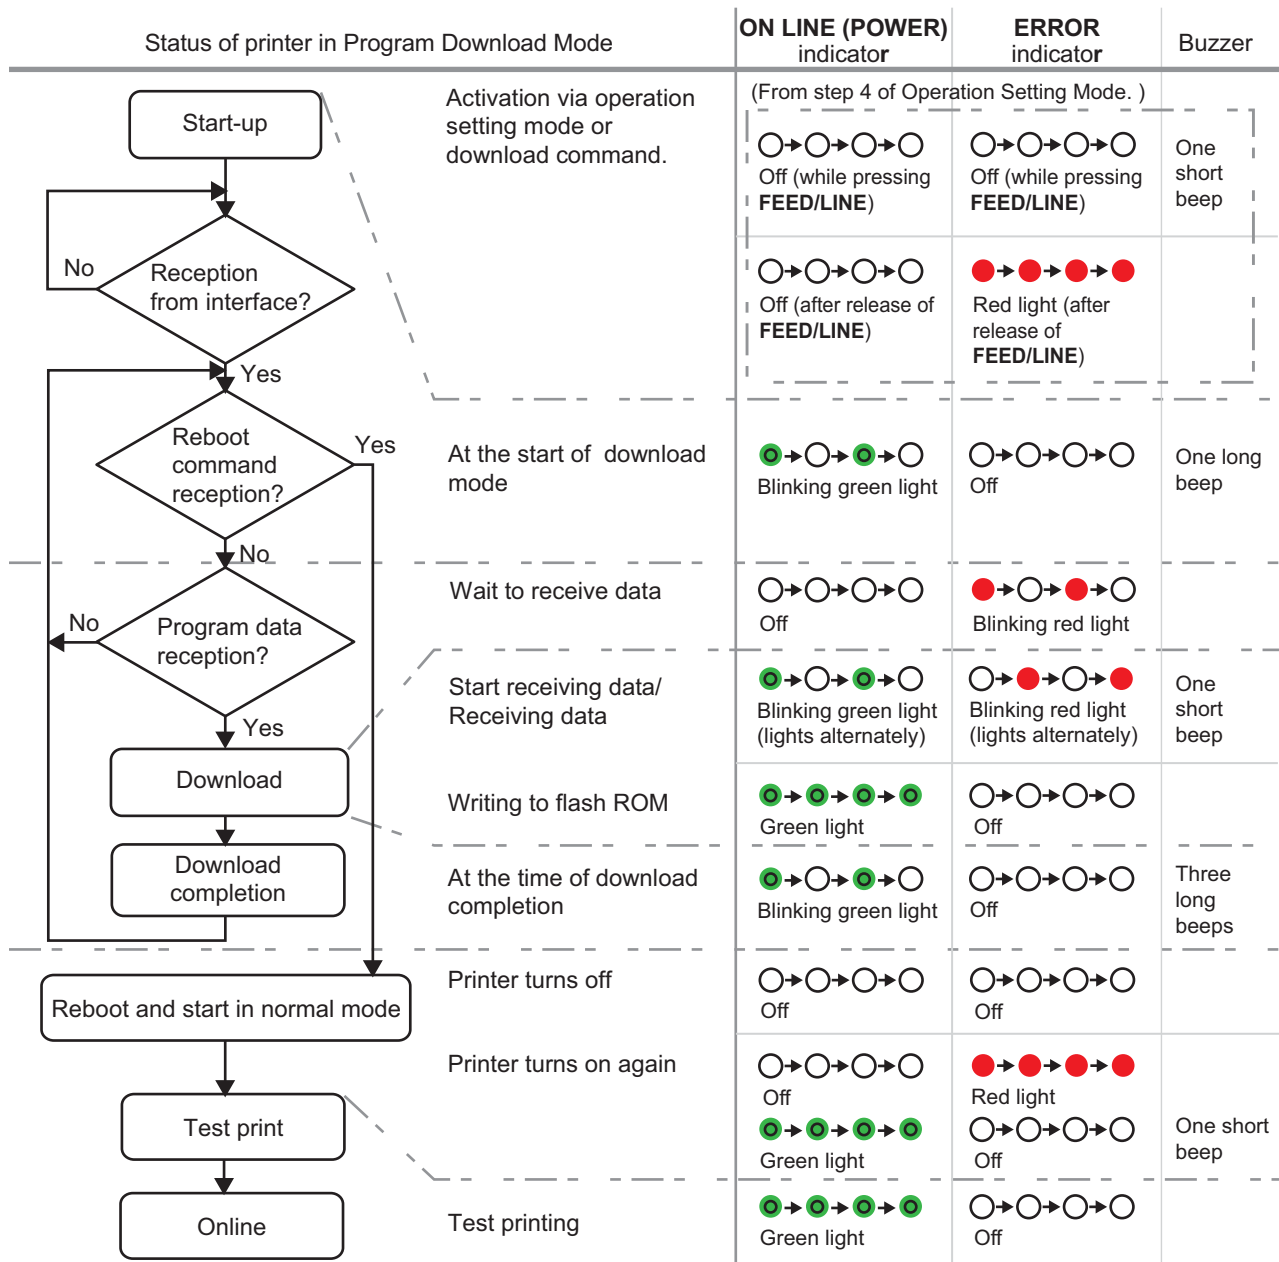 Status of printer in Program Download Mode
ON LINE (POWER)
indicator
ERROR
indicator
Buzzer
Start-up
Activation via operation
setting mode or
download command.
(From step 4 of Operation Setting Mode. )
Off (while pressing
FEED/LINE)
Off (while pressing
FEED/LINE)
One
short
beep
No
Reception
from interface?
Off (after release of
FEED/LINE)
Red light (after
release of
FEED/LINE)
Yes
Reboot
command
reception?
Yes
At the start of download
mode
Blinking green light
Off
One long
beep
No
Wait to receive data
Off
Blinking red light
No
Program data
reception?
Start receiving data/
Receiving data
Blinking green light
(lights alternately)
Blinking red light
(lights alternately)
One
short
beep
Yes
Download
Writing to flash ROM
Green light
Off
Download
completion
At the time of download
completion
Blinking green light
Off
Three
long
beeps
Reboot and start in normal mode
Printer turns off
Off
Off
Printer turns on again
Off
Red light
Test print
Green light
Off
One short
beep
Online
Test printing
Green light
Off